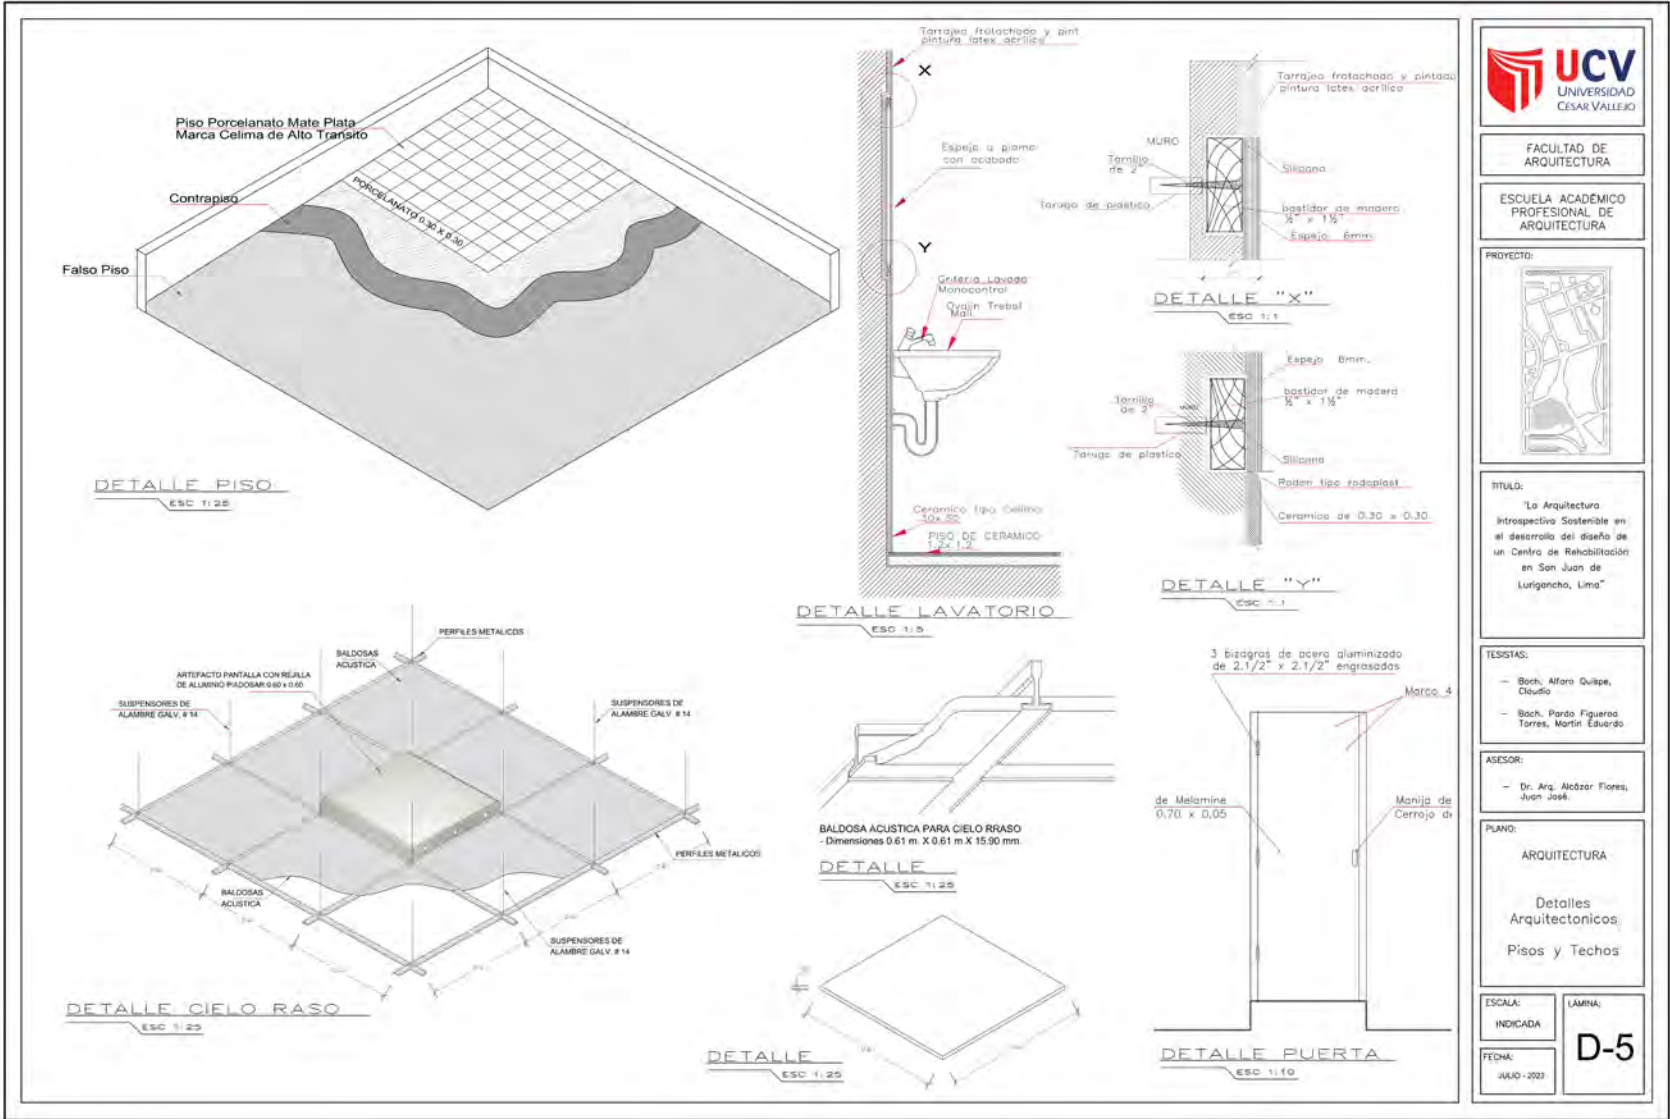 Piso Porcelanato Mate Plata
Marca Celima de Alto Transito
Contrapiso
Falso Piso
PORCELANATO 0.30 X 0.30
DETALLE PISO
ESC 1:25
Tarrajeo frotachado y pint
pintura latex acrilico
X
Espejo a plomo
con acabado
Y
Griferia Lavado
Monocontrol
Ovalin Trebol
Mali.
Ceramico tipo Celima
PISO DE CERAMICO
1.2x 1.2
DETALLE LAVATORIO
ESC 1:5
Tarrajeo frotachado y pintado
pintura latex acrilico
MURO
Tornillo
de 2"
Silicona
Tarugo de plastico
bastidor de madera
½" x 1½"
Espejo 6mm.
DETALLE "X"
ESC 1:1
Espejo 6mm.
bastidor de madera
½" x 1½"
Tornillo
de 2"
MURO
Tarugo de plastico
Silicona
Rodon tipo rodoplast
Ceramico de 0.30 x 0.30
DETALLE "Y"
ESC 1:1
PERFILES METALICOS
BALDOSAS
ACUSTICA
ARTEFACTO PANTALLA CON REJILLA
DE ALUMINIO P/ADOSAR 0.60 x 0.60
SUSPENSORES DE
ALAMBRE GALV. # 14
SUSPENSORES DE
ALAMBRE GALV # 14
PERFILES METALICOS
BALDOSAS
ACUSTICA
SUSPENSORES DE
ALAMBRE GALV. # 14
DETALLE CIELO RASO
ESC 1:25
BALDOSA ACUSTICA PARA CIELO RRASO
- Dimensiones 0.61 m. X 0.61 m X 15.90 mm.
DETALLE
ESC 1:25
DETALLE
ESC 1:25
3 bizagras de acero aluminizado
de 2.1/2" x 2.1/2" engrasadas
Marco 4
de Melamine
0.70 x 0.05
Manija de
Cerrojo de
DETALLE PUERTA
ESC 1:10
UCV
UNIVERSIDAD
CÉSAR VALLEJO
FACULTAD DE
ARQUITECTURA
ESCUELA ACADÉMICO
PROFESIONAL DE
ARQUITECTURA
PROYECTO:
TITULO:
"La Arquitectura
Introspectiva Sostenible en
el desarrollo del diseño de
un Centro de Rehabilitación
en San Juan de
Lurigancho, Lima"
TESISTAS:
- Bach. Alfaro Quispe,
Claudio
- Bach. Pardo Figueroa
Torres, Martin Eduardo
ASESOR:
- Dr. Arq. Alcázar Flores,
Juan José.
PLANO:
ARQUITECTURA
Detalles
Arquitectonicos
Pisos y Techos
ESCALA:
INDICADA
LÁMINA:
D-5
FECHA:
JULIO - 2023